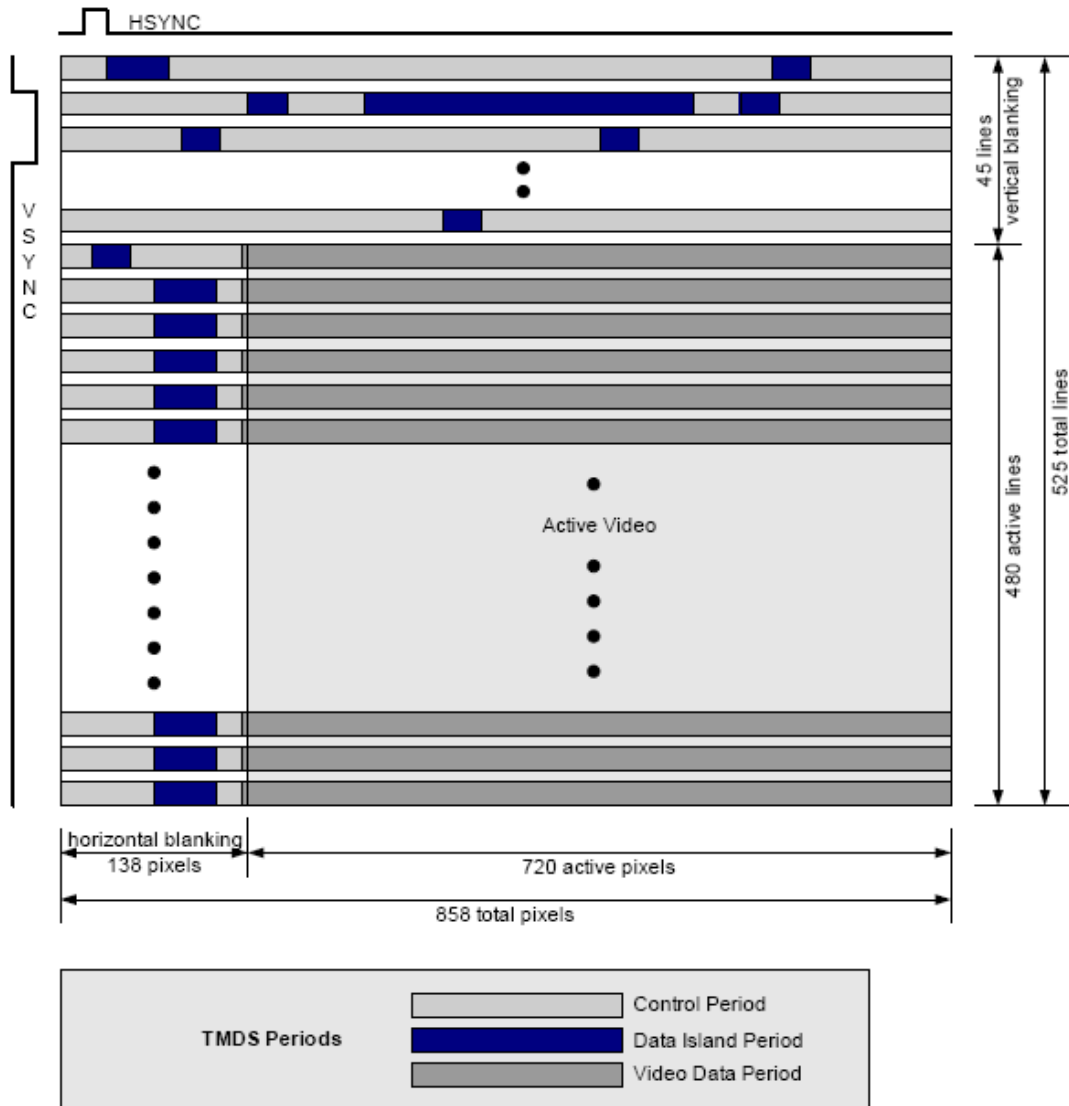 HSYNC
V
S
Y
N
C
45 lines
vertical blanking
480 active lines
525 total lines
Active Video
horizontal blanking
138 pixels
720 active pixels
858 total pixels
TMDS Periods
Control Period
Data Island Period
Video Data Period